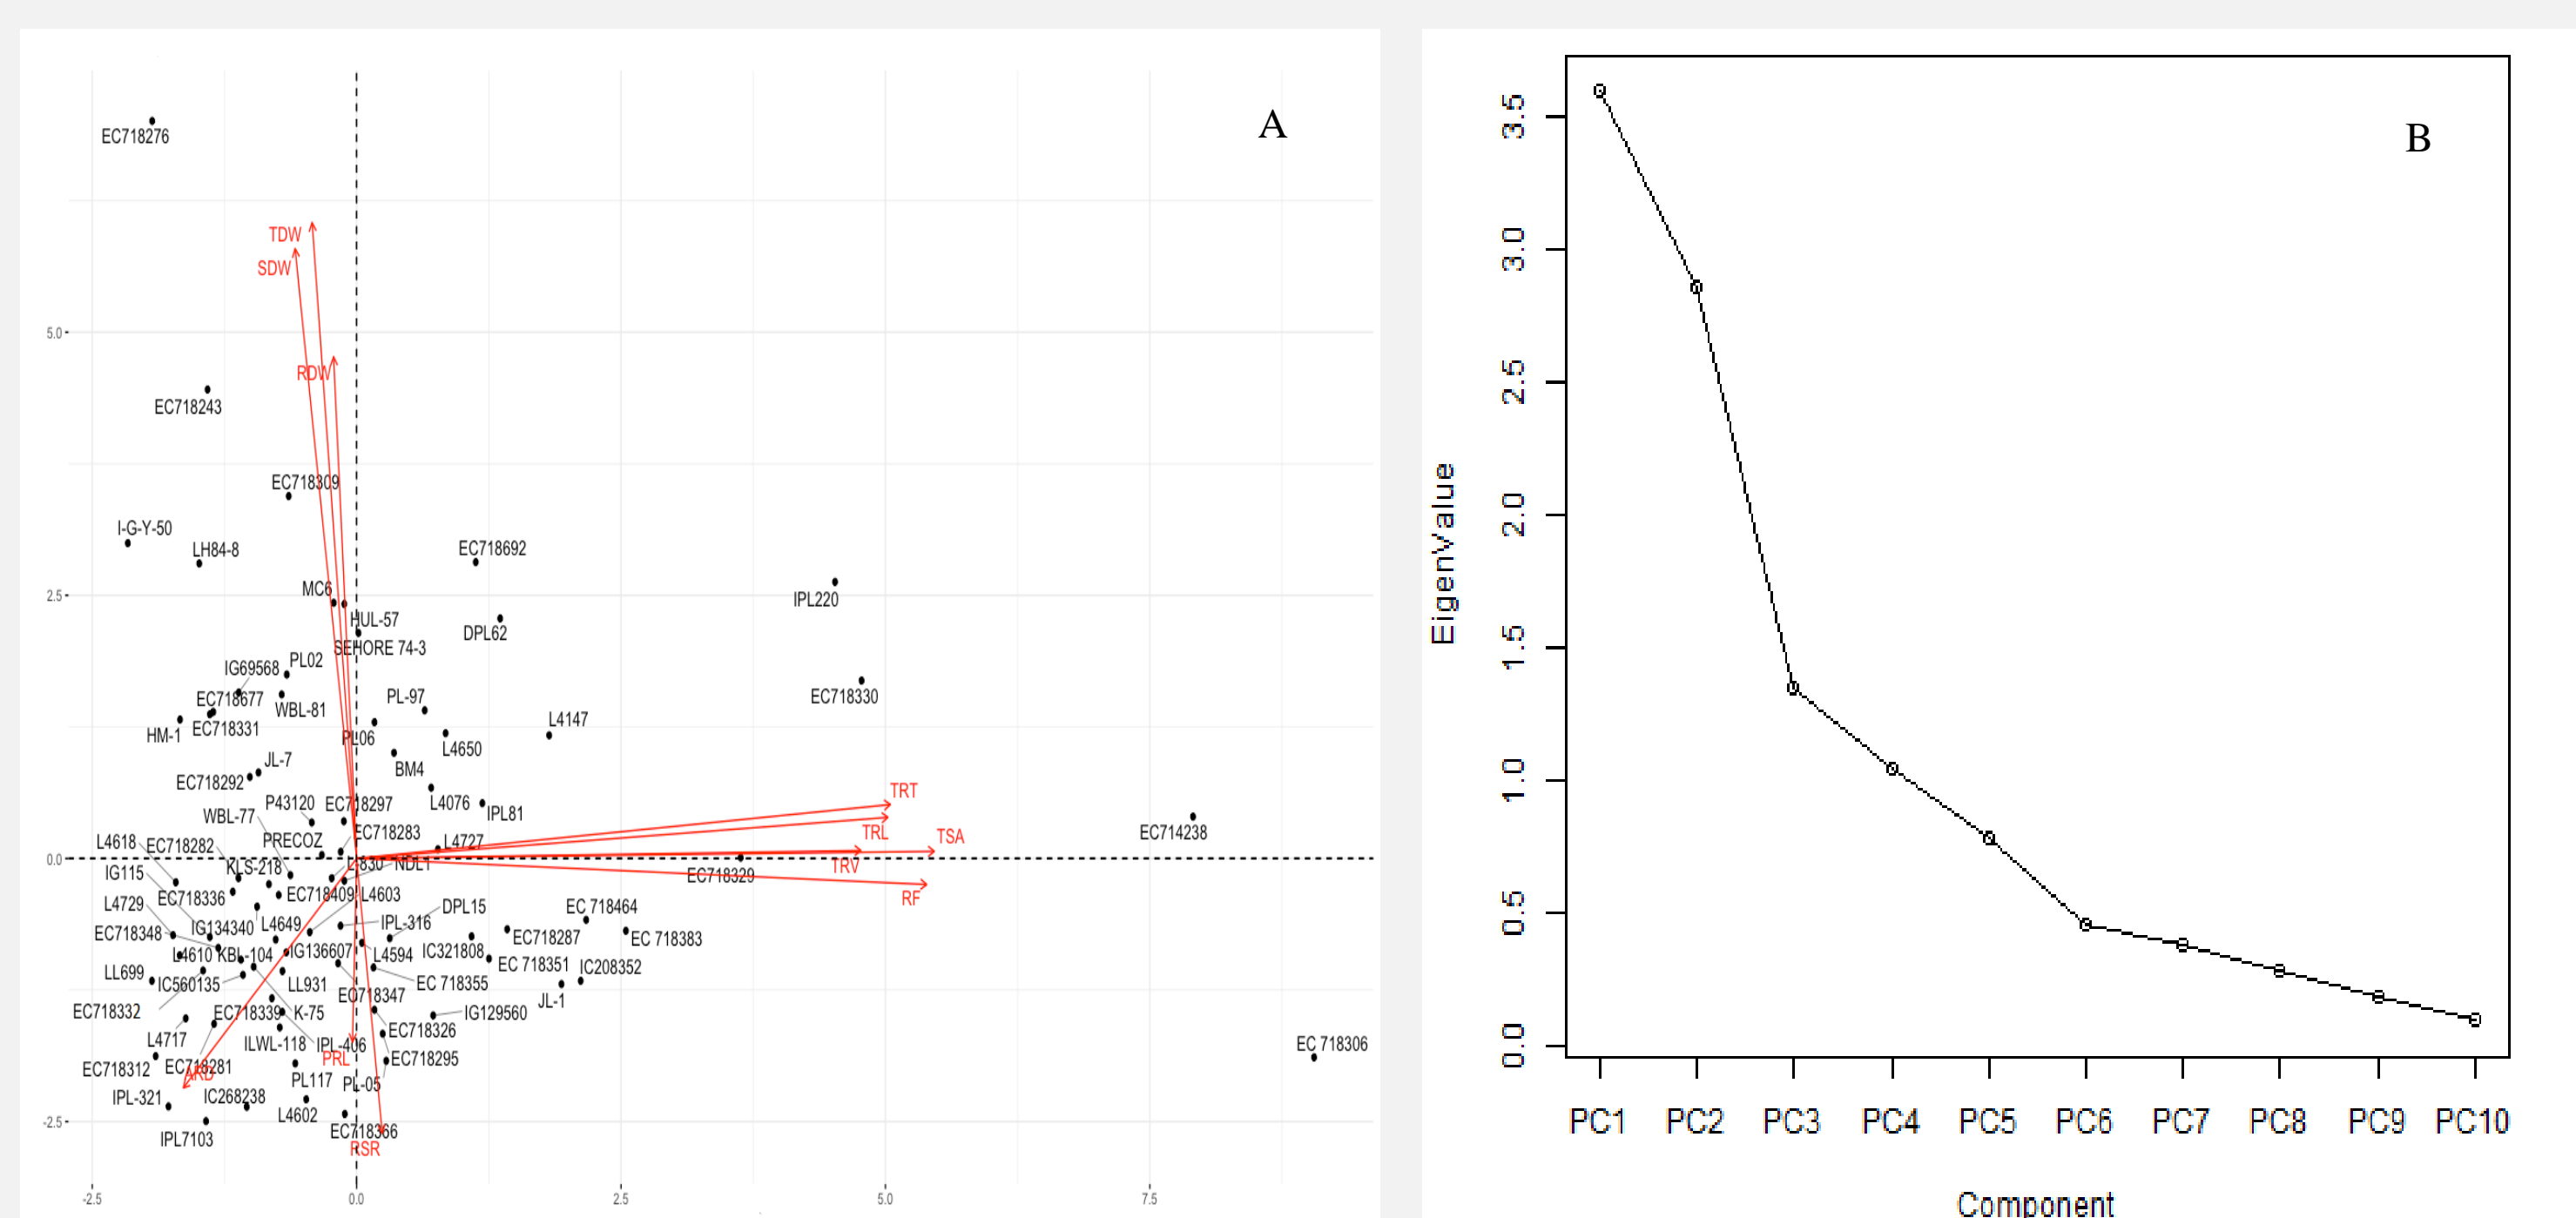 A
EC718276
TDW
SDW
5.0
RDW
EC718243
EC718309
I-G-Y-50
LH84-8
EC718692
MC6
2.5
IPL220
HUL-57
DPL62
SEHORE 74-3
PL02
IG69568
EC718677
PL-97
EC718330
WBL-81
L4147
EC718331
HM-1
PL06
L4650
JL-7
BM4
EC718292
TRT
P43120
EC718297
L4076
WBL-77
IPL81
EC718283
TRL
TSA
EC714238
L4618
EC718282
PRECOZ
L4727
0.0
KLS-218
L830
NDL1
TRV
IG115
EC718329
EC718336
EC718409
L4603
RF
L4729
DPL15
EC 718464
IG134340
L4649
IPL-316
EC718348
EC718287
EC 718383
L4610
KBL-104
IG136607
L4594
IC321808
EC 718351
IC208352
LL699
IC560135
LL931
EC 718355
EC718347
JL-1
EC718332
EC718339
K-75
IG129560
EC718326
L4717
ILWL-118
IPL-406
EC 718306
PRL
EC718295
EC718312
EC718281
ARD
PL117
PL-05
IPL-321
IC268238
L4602
-2.5
EC718366
IPL7103
RSR
-2.5
0.0
2.5
5.0
7.5
B
3.5
3.0
2.5
2.0
1.5
1.0
0.5
0.0
EigenValue
PC1 PC2 PC3 PC4 PC5 PC6 PC7 PC8 PC9 PC10
Component